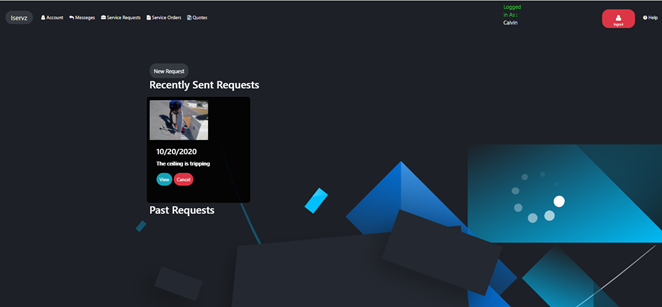 Iservz
Account Messages Service Requests Service Orders Quotes
Logged
in As:
Calvin
logout
Help
New Request
Recently Sent Requests
10/20/2020
The ceiling is tripping
View Cancel
Past Requests